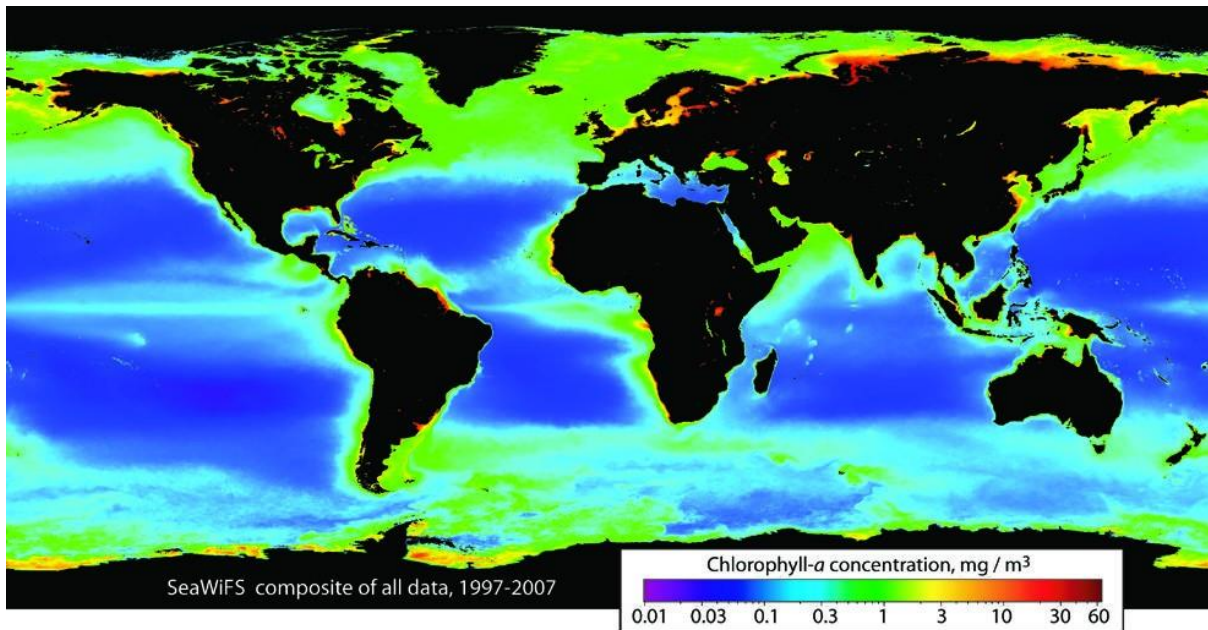 SeaWiFS composite of all data, 1997-2007
Chlorophyll-a concentration, mg / m³
0.01 0.03 0.1 0.3 1 3 10 30 60